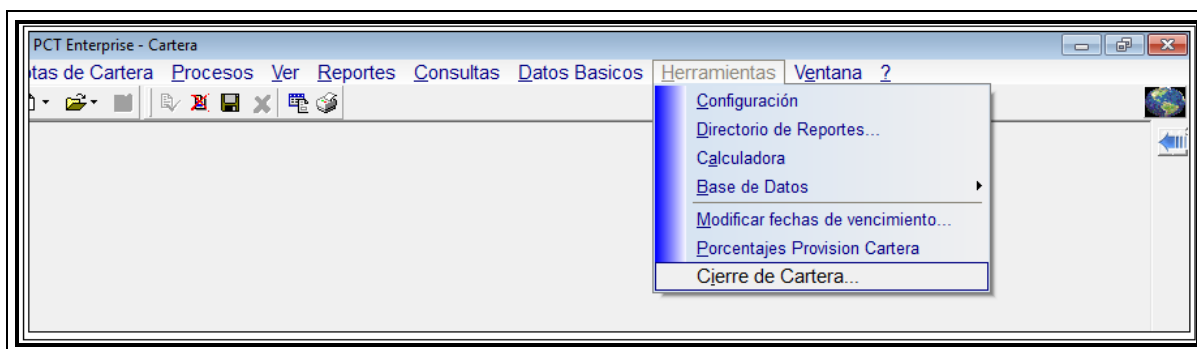 PCT Enterprise - Cartera
tas de Cartera Procesos Ver Reportes Consultas Datos Basicos Herramientas Ventana ?
Configuración
Directorio de Reportes...
Calculadora
Base de Datos
Modificar fechas de vencimiento...
Porcentajes Provision Cartera
Cierre de Cartera...